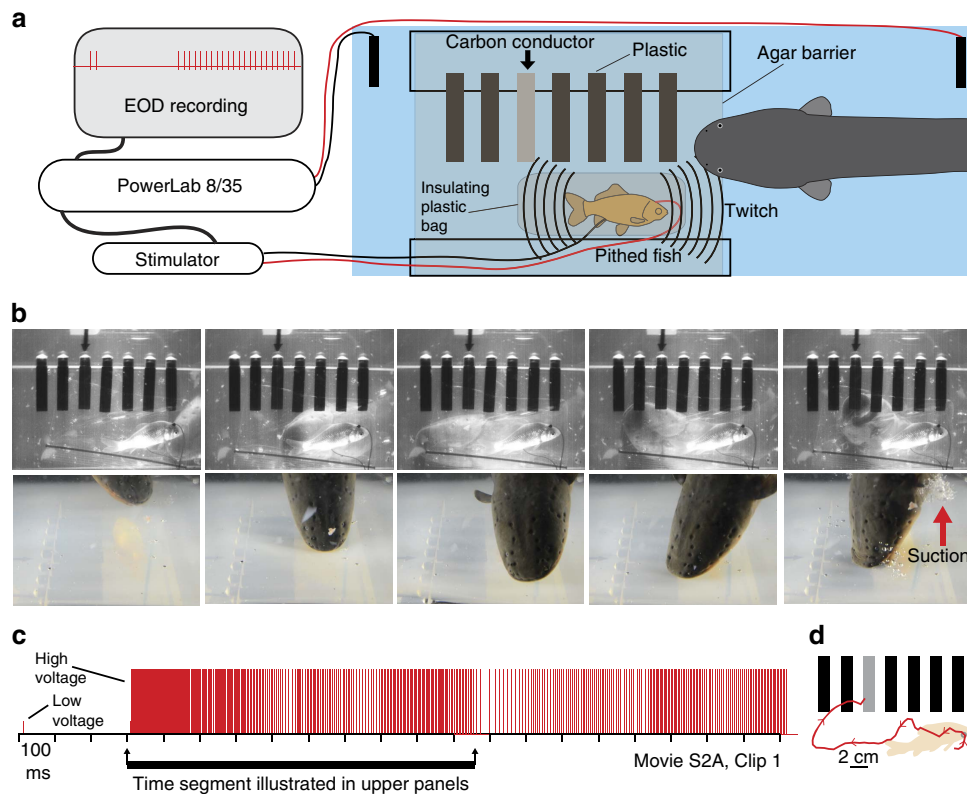 a
EOD recording
PowerLab 8/35
Stimulator
Carbon conductor
Plastic
Agar barrier
Insulating
plastic
bag
Twitch
Pithed fish
b
Suction
c
High
voltage
Low
voltage
100
ms
Time segment illustrated in upper panels
Movie S2A, Clip 1
d
2 cm